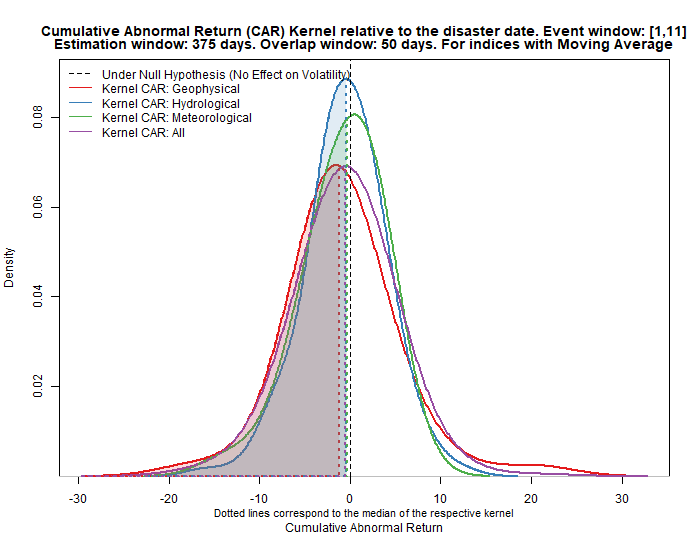 Cumulative Abnormal Return (CAR) Kernel relative to the disaster date. Event window: [1,11]
Estimation window: 375 days. Overlap window: 50 days. For indices with Moving Average
Under Null Hypothesis (No Effect on Volatility)
Kernel CAR: Geophysical
Kernel CAR: Hydrological
Kernel CAR: Meteorological
Kernel CAR: All
0.08
0.06
0.04
0.02
Density
-30 -20 -10 0 10 20 30
Dotted lines correspond to the median of the respective kernel
Cumulative Abnormal Return